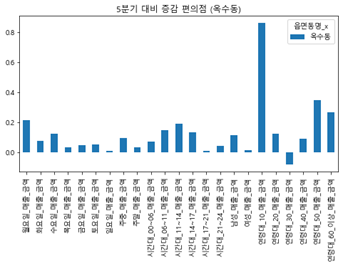 5분기 대비 증감 편의점 (옥수동)
읍면동명_x
옥수동
0.8
0.6
0.4
0.2
0.0
월요일_매출_금액
화요일_매출_금액
수요일_매출_금액
목요일_매출_금액
금요일_매출_금액
토요일_매출_금액
일요일_매출_금액
주중_매출_금액
주말_매출_금액
시간대_00~06_매출_금액
시간대_06~11_매출_금액
시간대_11~14_매출_금액
시간대_14~17_매출_금액
시간대_17~21_매출_금액
시간대_21~24_매출_금액
남성_매출_금액
여성_매출_금액
연령대_10_매출_금액
연령대_20_매출_금액
연령대_30_매출_금액
연령대_40_매출_금액
연령대_50_매출_금액
연령대_60_이상_매출_금액